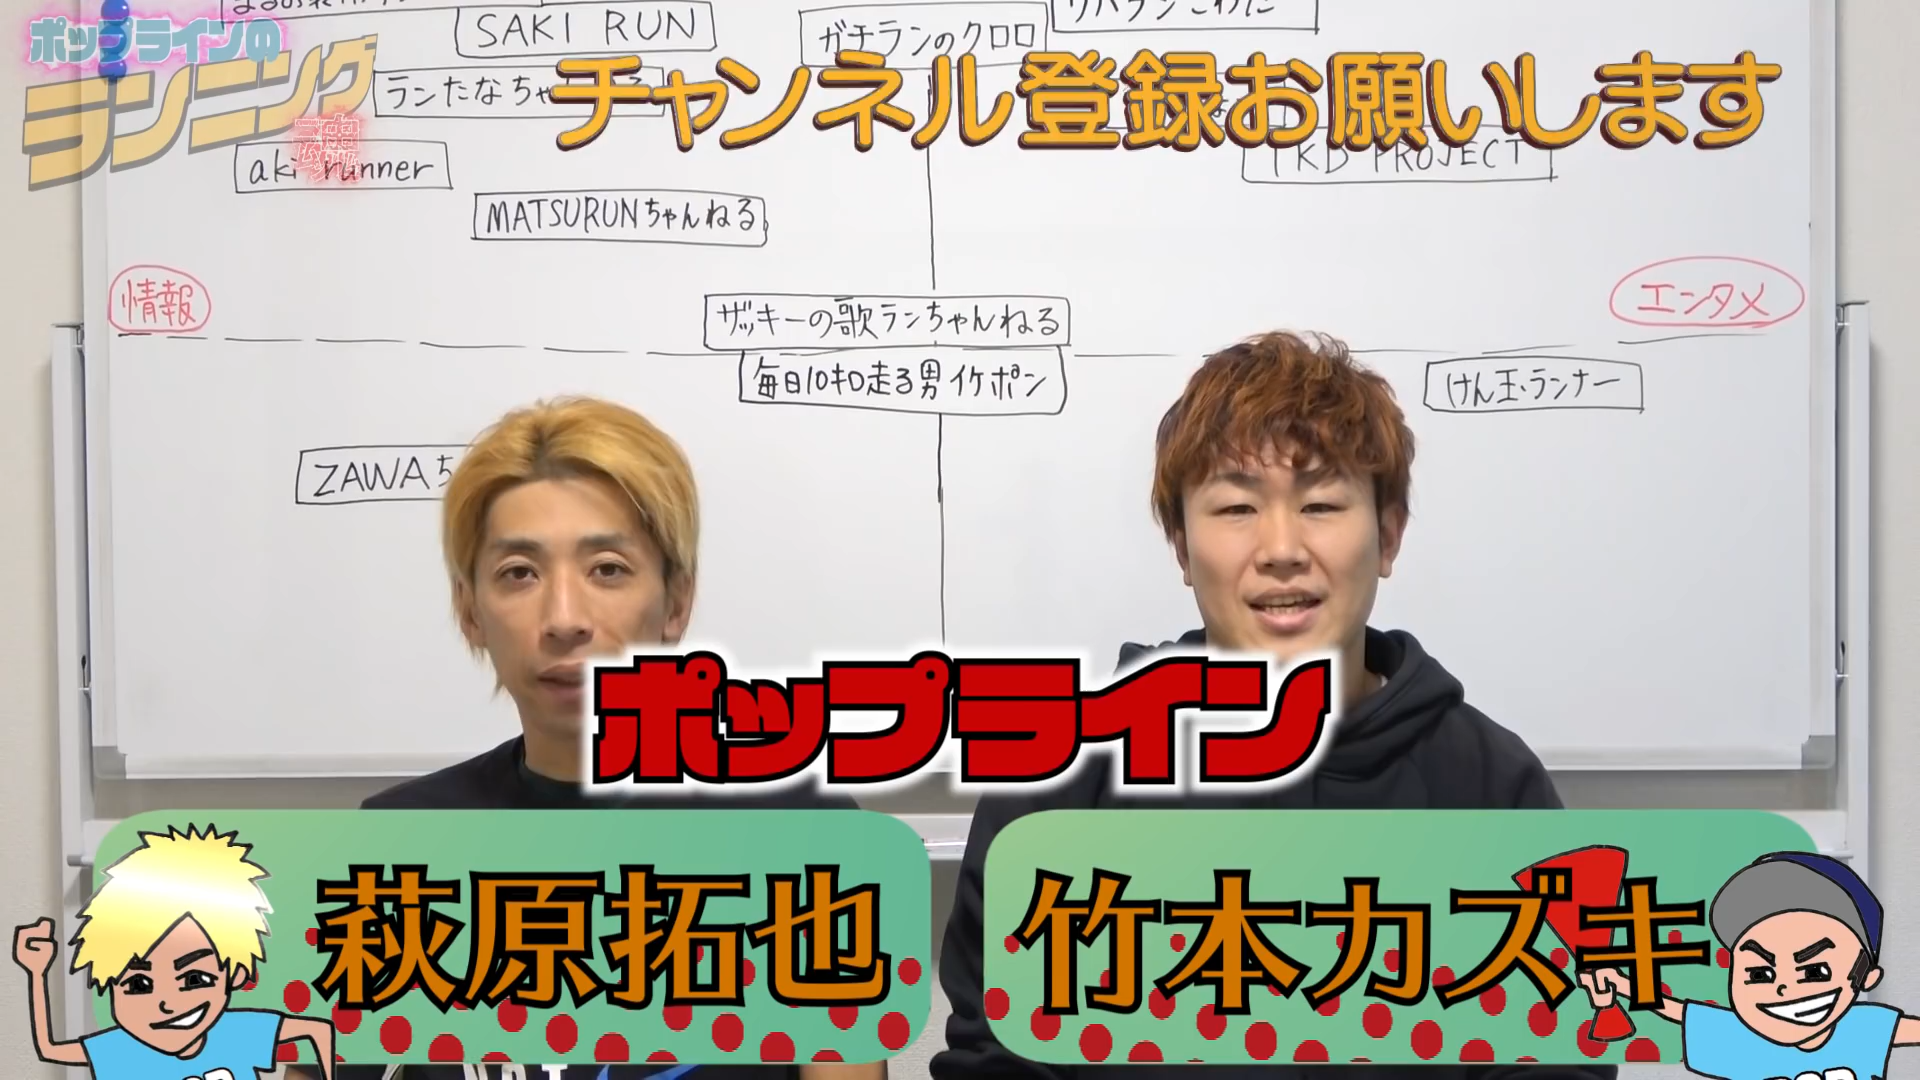 ポップラインの
ランニング
魂
SAKI RUN
ガチランのクロロ
ランたなちゃ
チャンネル登録お願いします
aki runner
TKD PROJECT
MATSURUNちゃんねる
情報
エンタメ
ザッキーの歌ランちゃんねる
毎日10キロ走る男イケポン
けん玉・ランナー
ZAWAち
ポップライン
萩原拓也
竹本カズキ